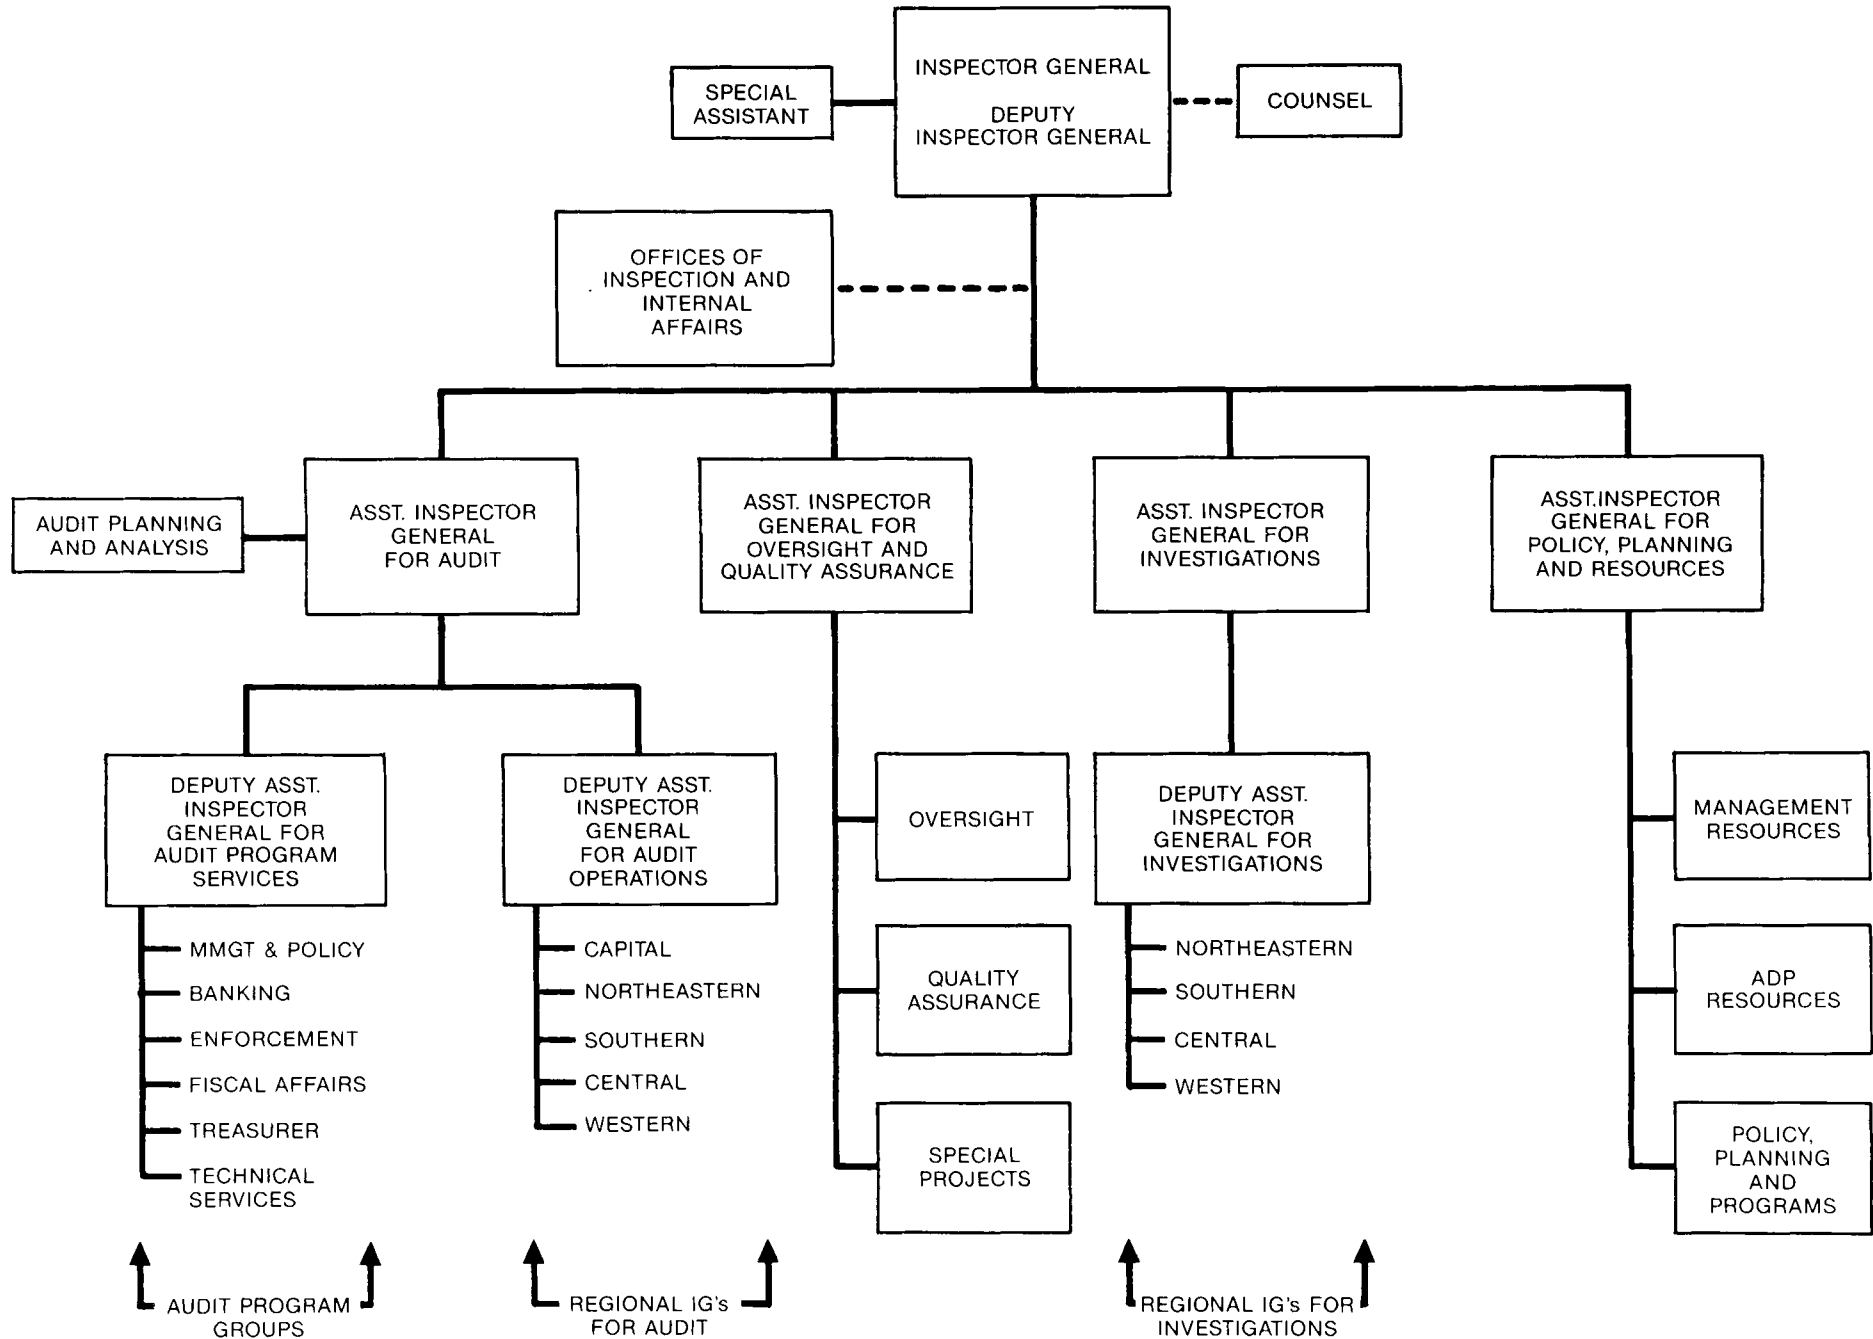 INSPECTOR GENERAL
DEPUTY
INSPECTOR GENERAL
SPECIAL
ASSISTANT
COUNSEL
OFFICES OF
INSPECTION AND
INTERNAL
AFFAIRS
AUDIT PLANNING
AND ANALYSIS
ASST. INSPECTOR
GENERAL
FOR AUDIT
ASST. INSPECTOR
GENERAL FOR
OVERSIGHT AND
QUALITY ASSURANCE
ASST. INSPECTOR
GENERAL FOR
INVESTIGATIONS
ASST.INSPECTOR
GENERAL FOR
POLICY, PLANNING
AND RESOURCES
DEPUTY ASST.
INSPECTOR
GENERAL FOR
AUDIT PROGRAM
SERVICES
MMGT & POLICY
BANKING
ENFORCEMENT
FISCAL AFFAIRS
TREASURER
TECHNICAL
SERVICES
AUDIT PROGRAM
GROUPS
DEPUTY ASST.
INSPECTOR
GENERAL
FOR AUDIT
OPERATIONS
CAPITAL
NORTHEASTERN
SOUTHERN
CENTRAL
WESTERN
REGIONAL IG's
FOR AUDIT
OVERSIGHT
QUALITY
ASSURANCE
SPECIAL
PROJECTS
DEPUTY ASST.
INSPECTOR
GENERAL FOR
INVESTIGATIONS
NORTHEASTERN
SOUTHERN
CENTRAL
WESTERN
REGIONAL IG's FOR
INVESTIGATIONS
MANAGEMENT
RESOURCES
ADP
RESOURCES
POLICY,
PLANNING
AND
PROGRAMS